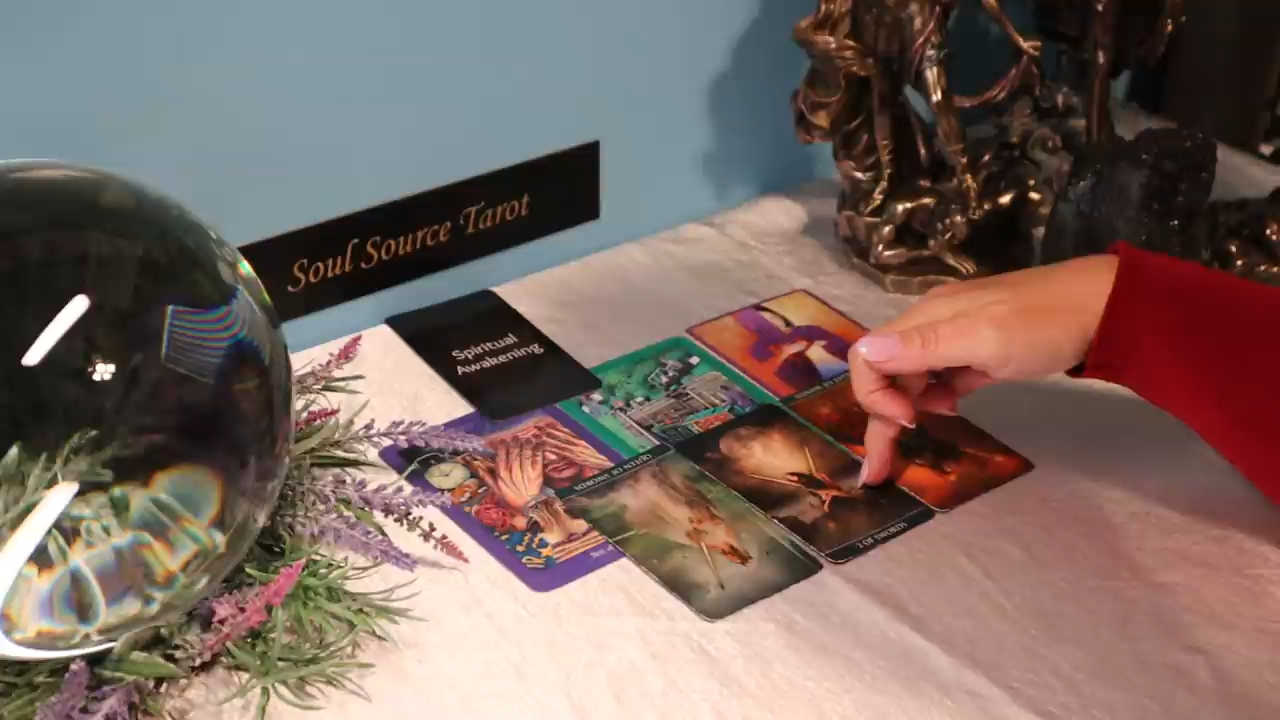 Soul Source Tarot
Spiritual
Awakening
QUEEN OF SWORDS
2 OF SWORDS